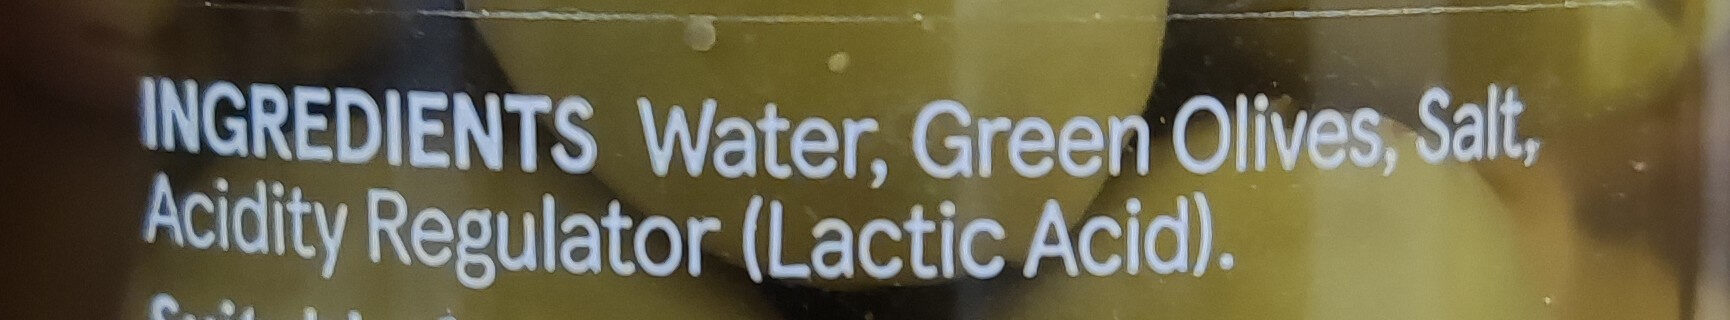 INGREDIENTS Water, Green Olives, Salt,
Acidity Regulator (Lactic Acid).